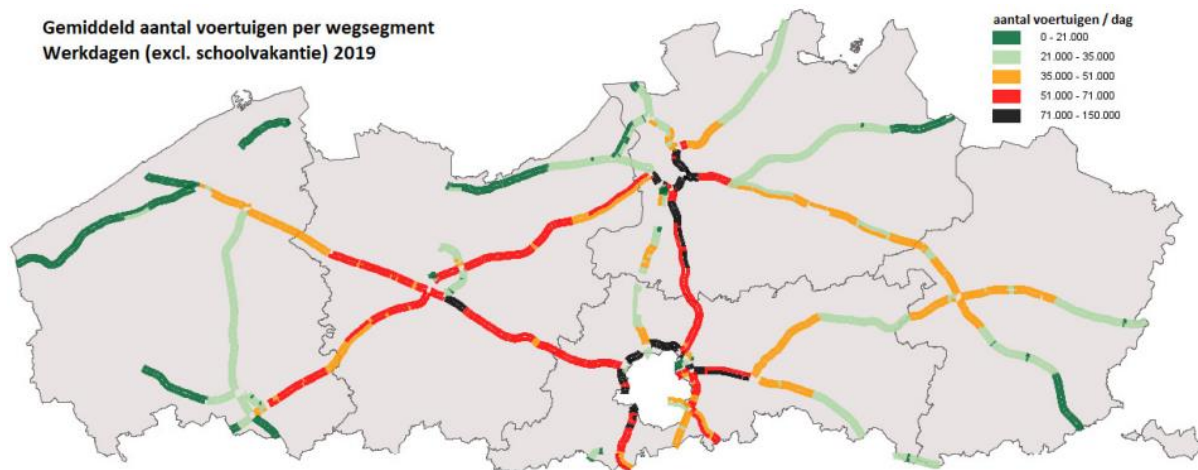 Gemiddeld aantal voertuigen per wegsegment
Werkdagen (excl. schoolvakantie) 2019
aantal voertuigen / dag
0 - 21.000
21.000 - 35.000
35.000 - 51.000
51.000 - 71.000
71.000 - 150.000